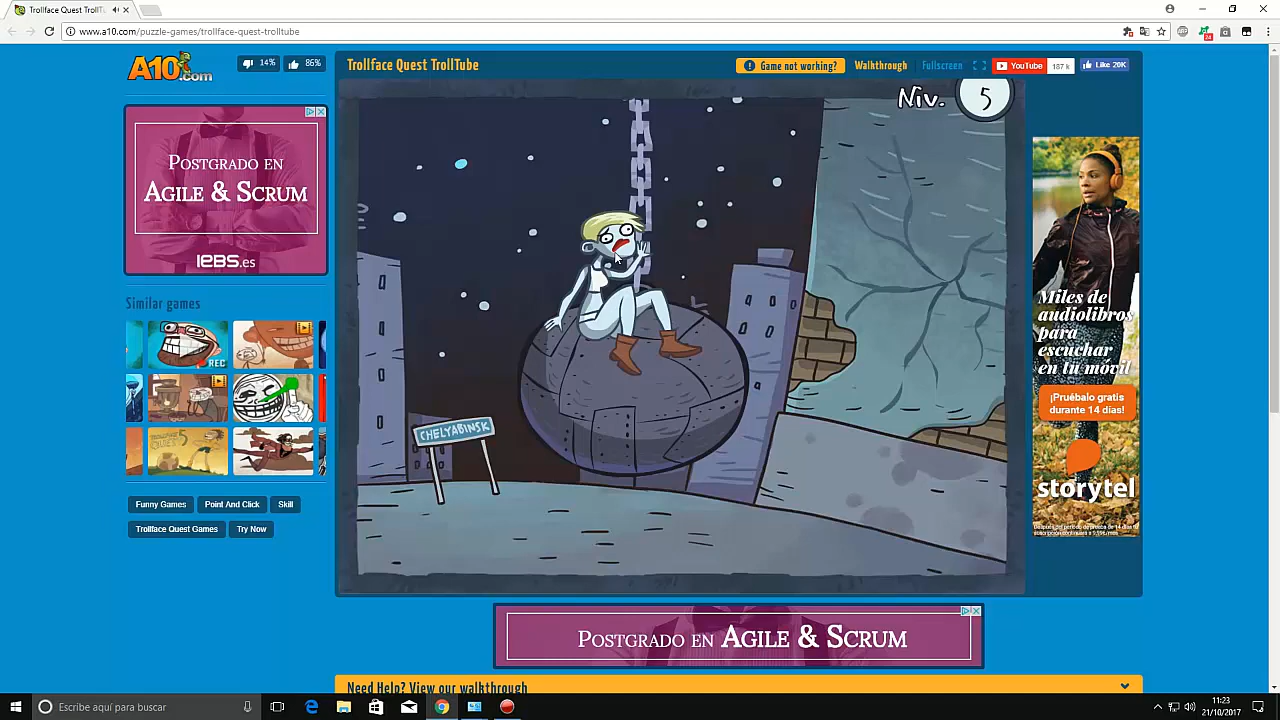 Trollface Quest TrollTube
www.a10.com/puzzle-games/trollface-quest-trolltube
24
A10.com
14%
86%
Trollface Quest TrollTube
Game not working?
Walkthrough
Fullscreen
YouTube
187 k
Like 20K
Niv. 5
POSTGRADO EN
AGILE & SCRUM
IEBS.es
Similar games
REC
Funny Games
Point And Click
Skill
Trollface Quest Games
Try Now
CHELYABINSK
Miles de
audiolibros
para
escuchar
en tu móvil
¡Pruébalo gratis
durante 14 días!
storytel
POSTGRADO EN AGILE & SCRUM
Need Help? View our walkthrough
Escribe aquí para buscar
11:23
21/10/2017